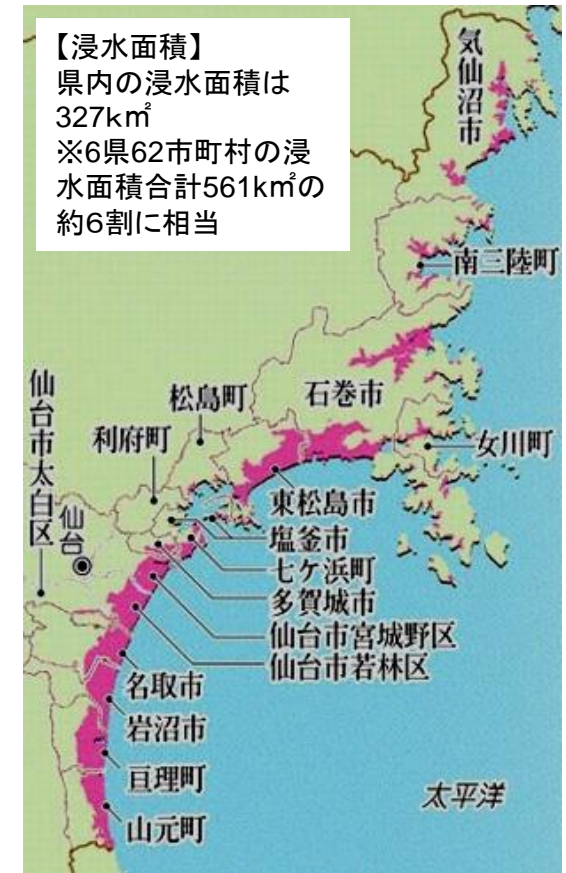 【浸水面積】
県内の浸水面積は
327k㎡
※6県62市町村の浸
水面積合計561k㎡の
約6割に相当
気仙沼市
南三陸町
石巻市
松島町
利府町
女川町
仙台市太白区
仙台
東松島市
塩釜市
七ケ浜町
多賀城市
仙台市宮城野区
仙台市若林区
名取市
岩沼市
亘理町
山元町
太平洋